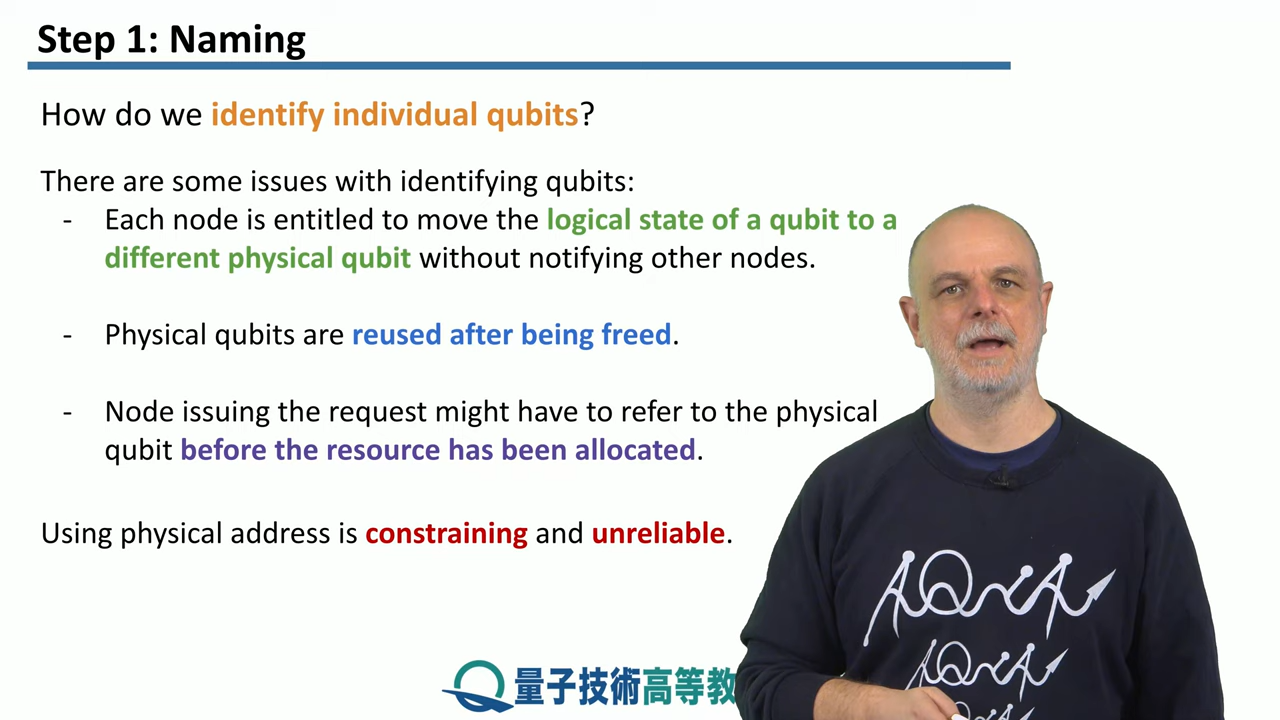 Step 1: Naming
How do we identify individual qubits?
There are some issues with identifying qubits:
- Each node is entitled to move the logical state of a qubit to a
different physical qubit without notifying other nodes.
- Physical qubits are reused after being freed.
- Node issuing the request might have to refer to the physical
qubit before the resource has been allocated.
Using physical address is constraining and unreliable.
量子技術高等教